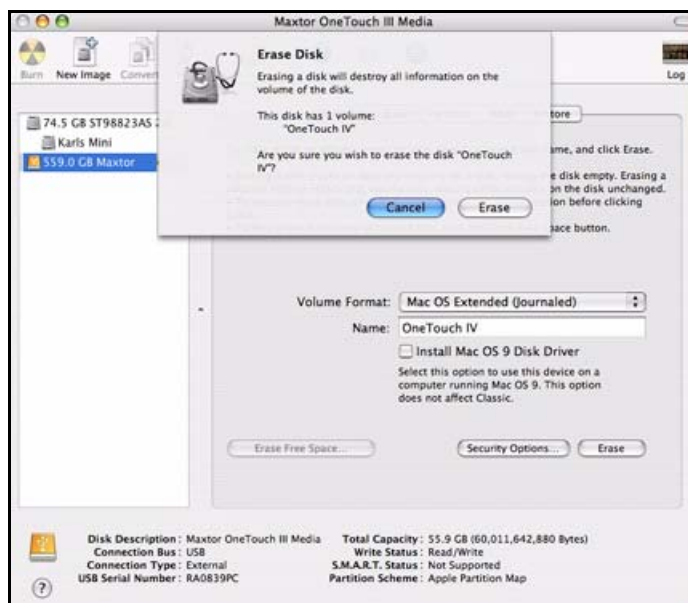 Maxtor OneTouch III Media
Burn New Image Convert
Log
Erase Disk
Erasing a disk will destroy all information on the
volume of the disk.
This disk has 1 volume:
"OneTouch IV"
Are you sure you wish to erase the disk "OneTouch
IV"?
Cancel Erase
74.5 GB ST98823AS
Karls Mini
559.0 GB Maxtor
store
ame, and click Erase.
e disk empty. Erasing a
on the disk unchanged.
ion before clicking
pace button.
Volume Format: Mac OS Extended (Journaled)
Name: OneTouch IV
Install Mac OS 9 Disk Driver
Select this option to use this device on a
computer running Mac OS 9. This option
does not affect Classic.
Erase Free Space... Security Options... Erase
Disk Description : Maxtor OneTouch III Media Total Capacity : 55.9 GB (60,011,642,880 Bytes)
Connection Bus : USB Write Status : Read/Write
Connection Type : External S.M.A.R.T. Status : Not Supported
USB Serial Number : RA0839PC Partition Scheme : Apple Partition Map
?